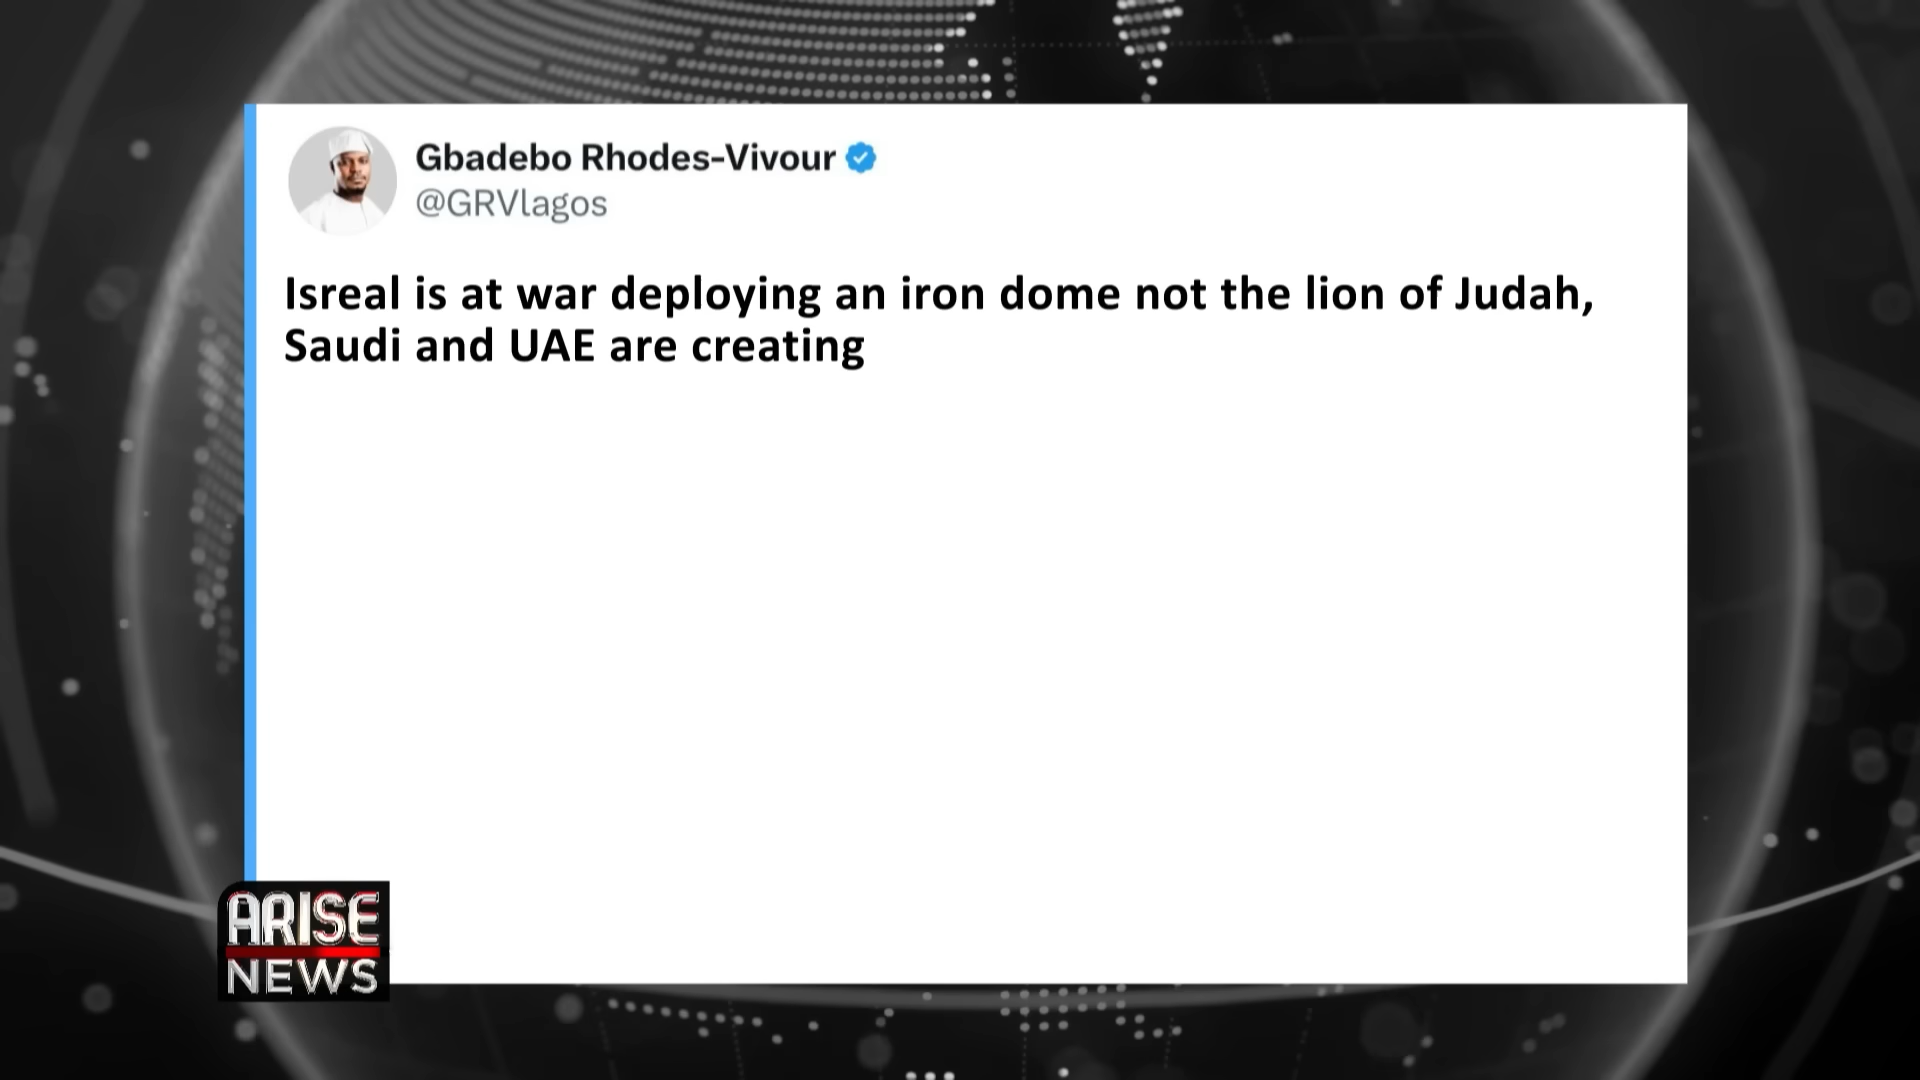 Gbadebo Rhodes-Vivour
@GRVlagos
Isreal is at war deploying an iron dome not the lion of Judah,
Saudi and UAE are creating
ARISE
NEWS